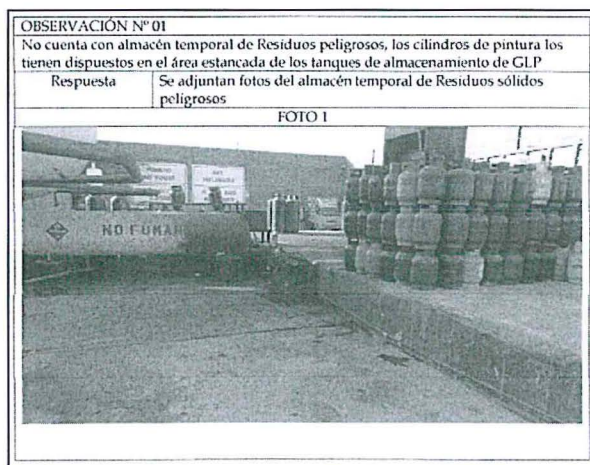 OBSERVACIÓN Nº 01
No cuenta con almacén temporal de Residuos peligrosos, los cilindros de pintura los
tienen dispuestos en el área estancada de los tanques de almacenamiento de GLP
Respuesta
Se adjuntan fotos del almacén temporal de Residuos sólidos
peligrosos
FOTO 1
NO FUMAR